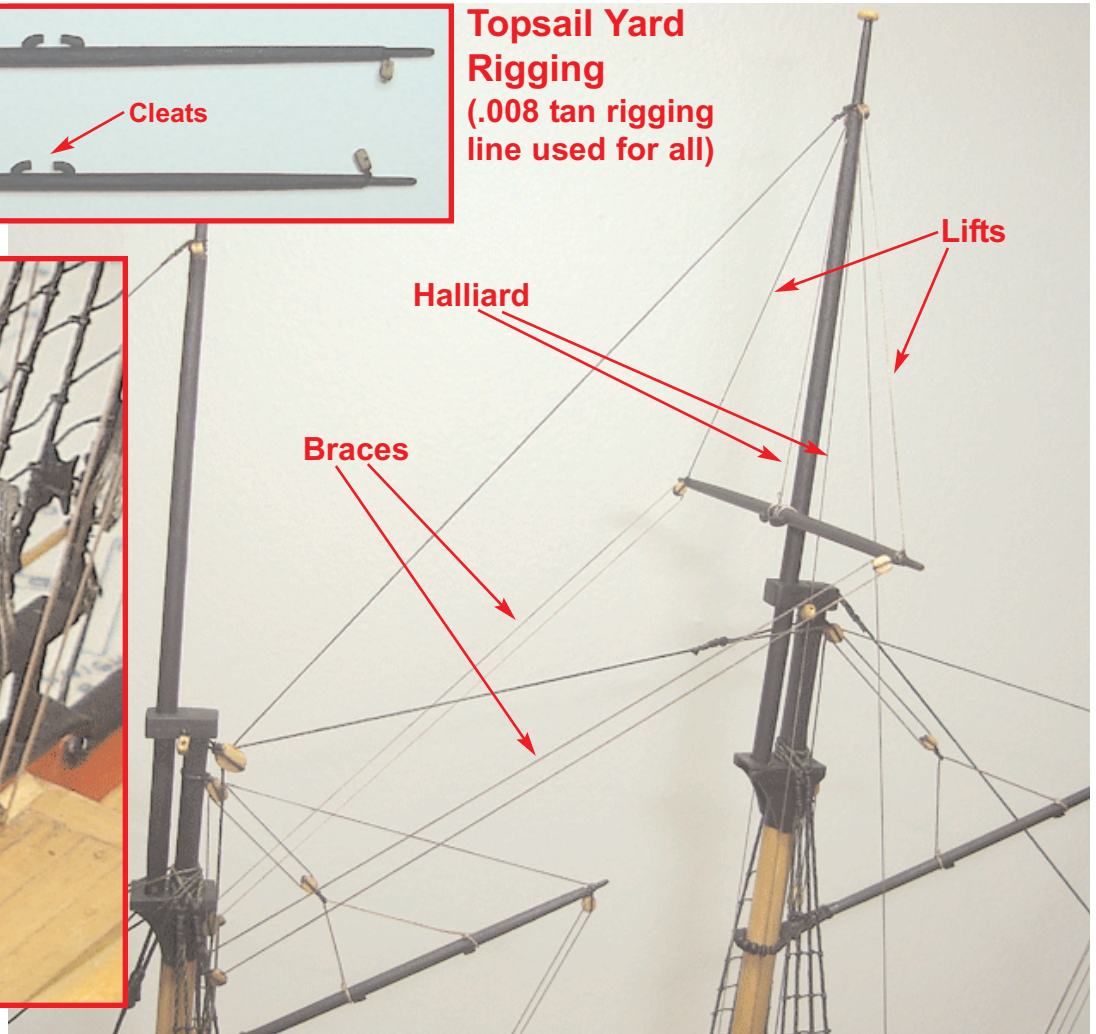 Topsail Yard
Rigging
(.008 tan rigging
line used for all)
Cleats
Lifts
Halliard
Braces